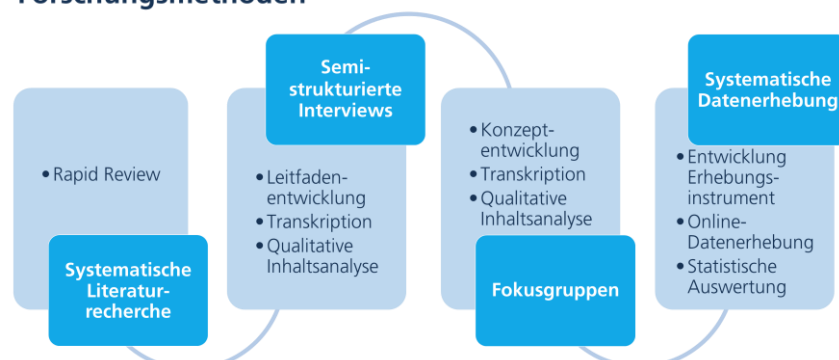 Forschungsmethoden
• Rapid Review
Systematische
Literatur-
recherche
Semi-
strukturierte
Interviews
• Leitfaden-
entwicklung
• Transkription
• Qualitative
Inhaltsanalyse
• Konzept-
entwicklung
• Transkription
• Qualitative
Inhaltsanalyse
Fokusgruppen
Systematische
Datenerhebung
• Entwicklung
Erhebungs-
instrument
• Online-
Datenerhebung
• Statistische
Auswertung